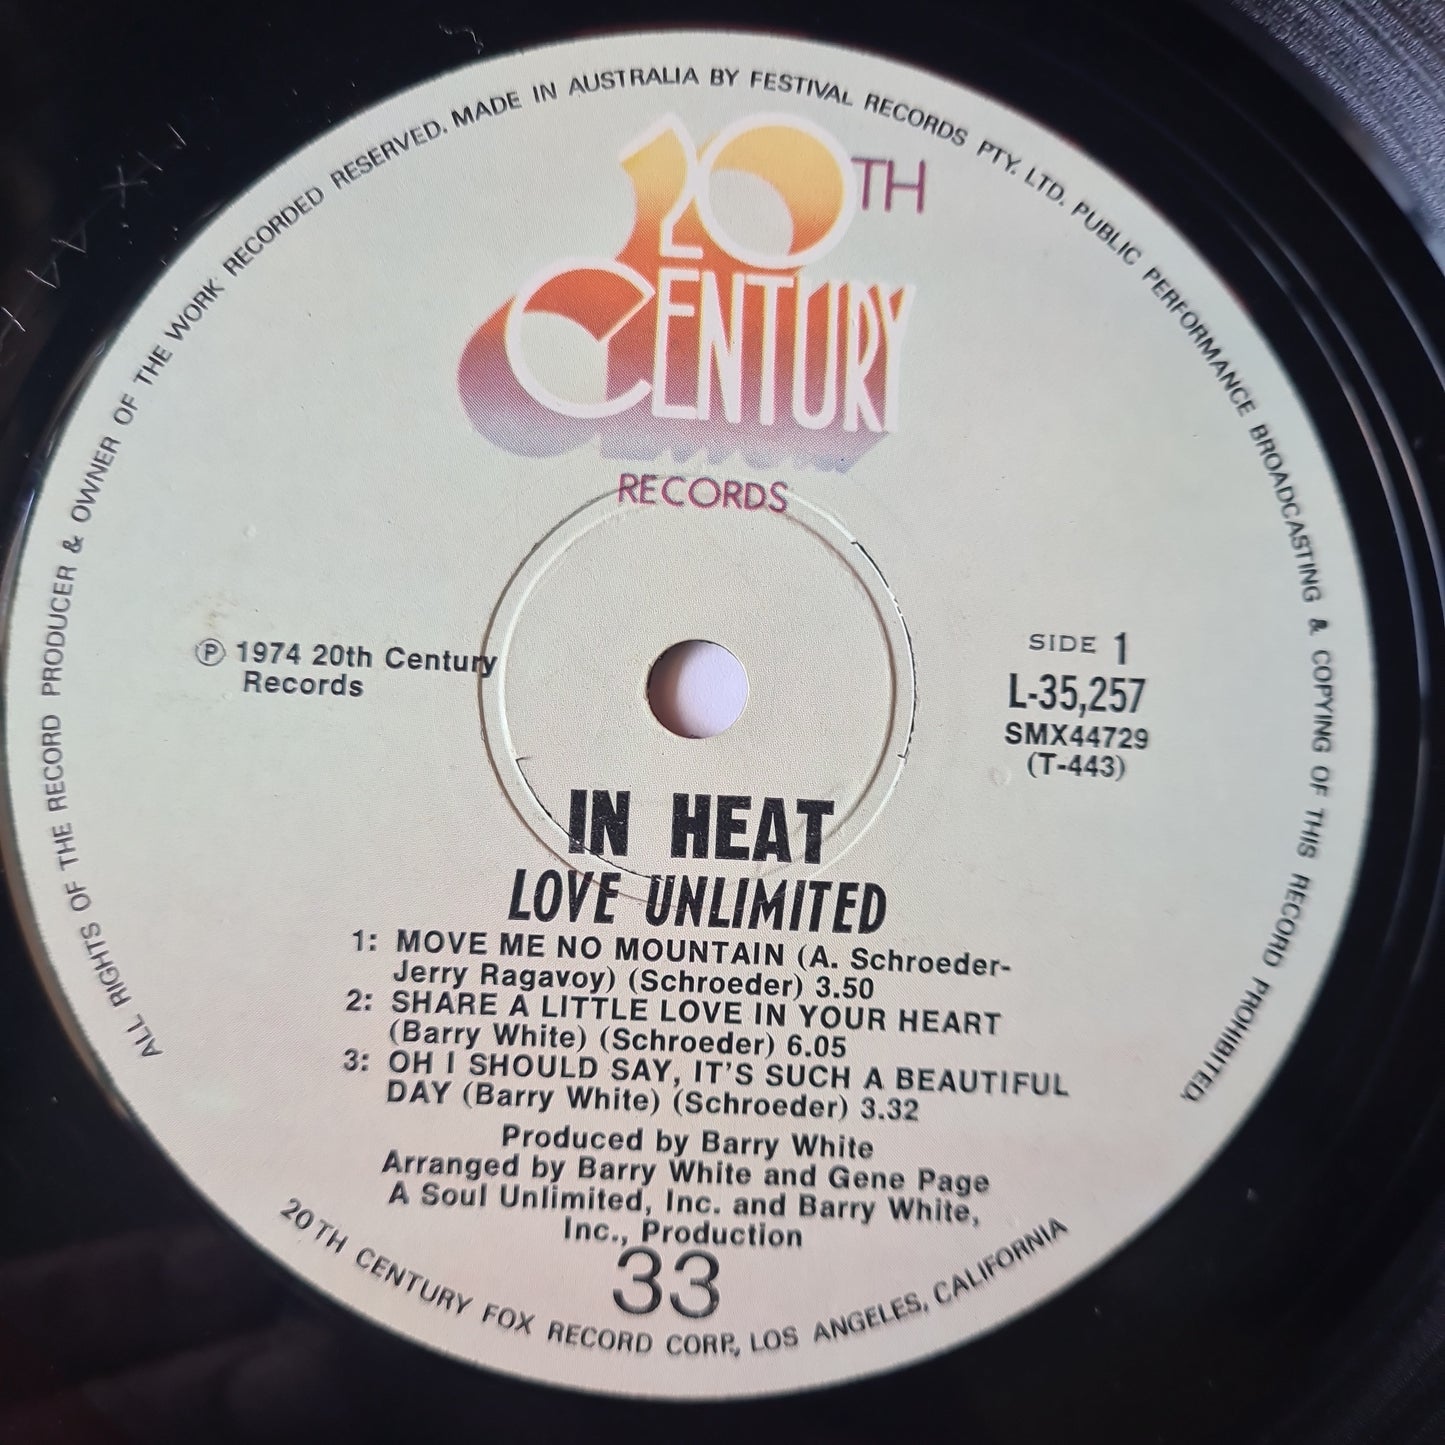 ALL RIGHTS OF THE RECORD PRODUCER & OWNER OF THE WORK RECORDED RESERVED. MADE IN AUSTRALIA BY FESTIVAL RECORDS PTY. LTD. PUBLIC PERFORMANCE BROADCASTING & COPYING OF THIS RECORD PROHIBITED.
20TH
CENTURY
RECORDS
℗ 1974 20th Century
Records
SIDE 1
L-35,257
SMX44729
(T-443)
IN HEAT
LOVE UNLIMITED
1: MOVE ME NO MOUNTAIN (A. Schroeder-
Jerry Ragavoy) (Schroeder) 3.50
2: SHARE A LITTLE LOVE IN YOUR HEART
(Barry White) (Schroeder) 6.05
3: OH I SHOULD SAY, IT'S SUCH A BEAUTIFUL
DAY (Barry White) (Schroeder) 3.32
Produced by Barry White
Arranged by Barry White and Gene Page
A Soul Unlimited, Inc. and Barry White,
Inc., Production
33
20TH CENTURY FOX RECORD CORP., LOS ANGELES, CALIFORNIA